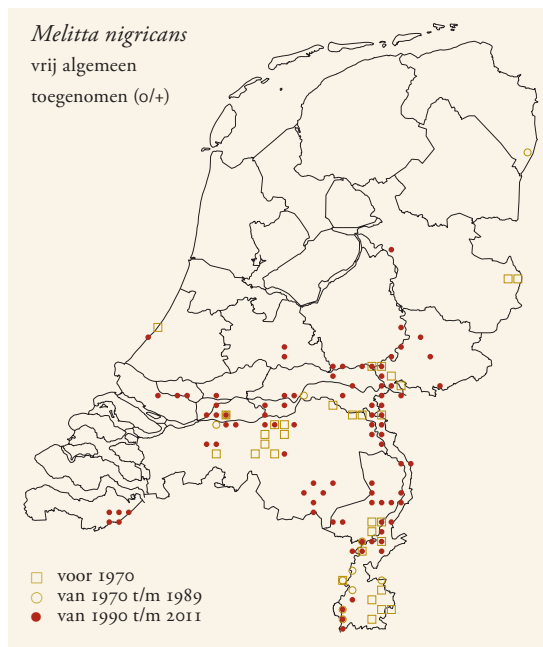 Melitta nigricans
vrij algemeen
toegenomen (0/+)
voor 1970
van 1970 t/m 1989
van 1990 t/m 2011